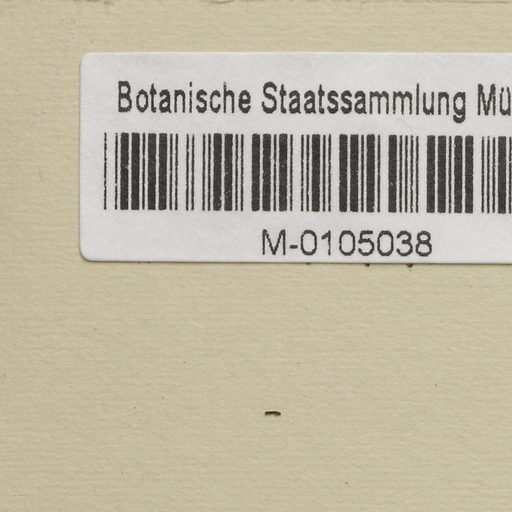 Botanische Staatssammlung Mü
M-0105038